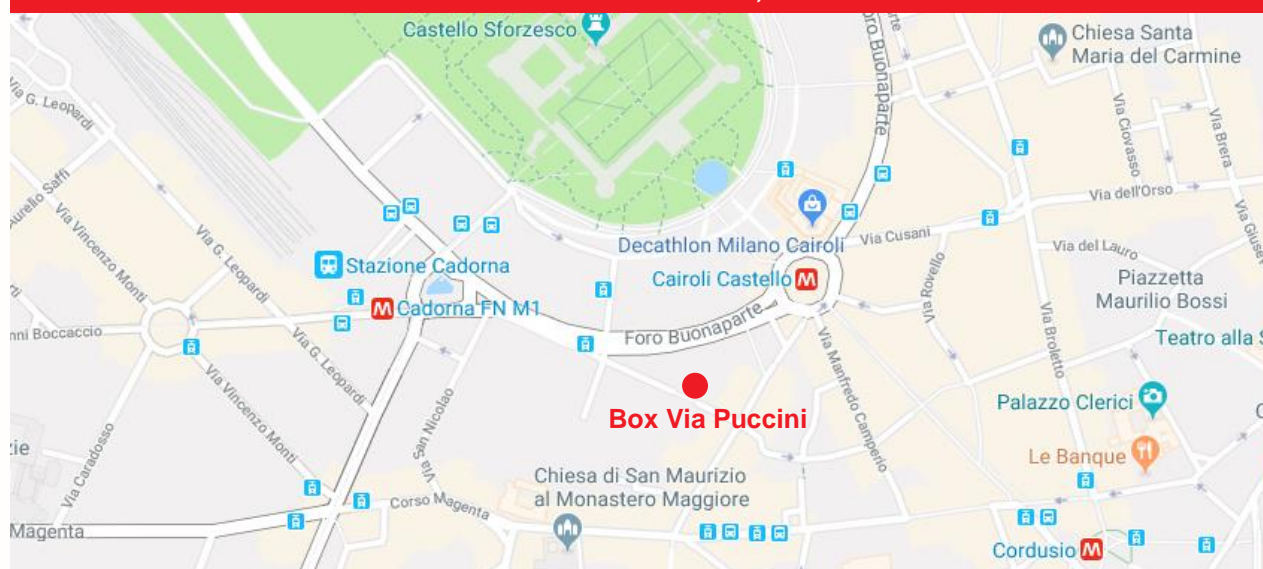 Castello Sforzesco
Foro Buonaparte
Chiesa Santa
Maria del Carmine
Via G. Leopardi
Via Ciovasso
Via Brera
Aurelio Saffi
Via Vincenzo Monti
Via G. Leopardi
Via dell'Orso
Decathlon Milano Cairoli
Via Cusani
Via del Lauro
Stazione Cadorna
Cairoli Castello M
Via Rovello
Piazzetta
Maurilio Bossi
M Cadorna FN M1
Foro Buonaparte
Via Broletto
Teatro alla S
nni Boccaccio
Via G. Leopardi
Via Manfredo Camperio
Via Vincenzo Monti
Via San Nicolao
Box Via Puccini
Palazzo Clerici
zie
Via Caradosso
Le Banque
Chiesa di San Maurizio
al Monastero Maggiore
Corso Magenta
Magenta
Cordusio M